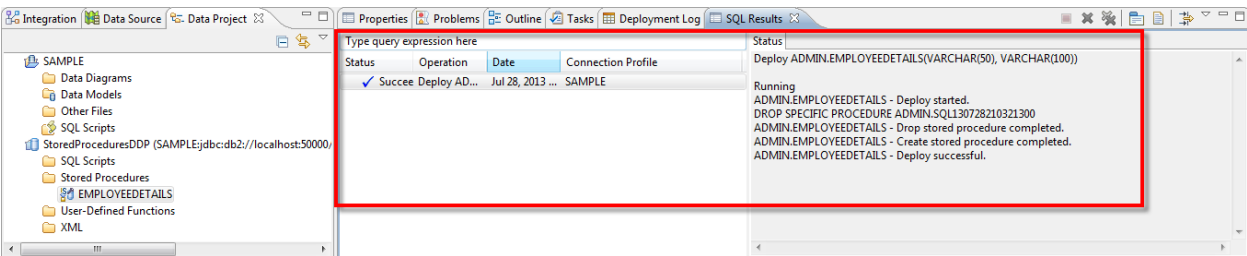 Integration Data Source Data Project
SAMPLE
Data Diagrams
Data Models
Other Files
SQL Scripts
StoredProceduresDDP (SAMPLE:jdbc:db2://localhost:50000/
SQL Scripts
Stored Procedures
EMPLOYEEDETAILS
User-Defined Functions
XML
Properties Problems Outline Tasks Deployment Log SQL Results
Type query expression here
Status Operation Date Connection Profile
Succee Deploy AD... Jul 28, 2013 ... SAMPLE
Status
Deploy ADMIN.EMPLOYEEDETAILS(VARCHAR(50), VARCHAR(100))
Running
ADMIN.EMPLOYEEDETAILS - Deploy started.
DROP SPECIFIC PROCEDURE ADMIN.SQL130728210321300
ADMIN.EMPLOYEEDETAILS - Drop stored procedure completed.
ADMIN.EMPLOYEEDETAILS - Create stored procedure completed.
ADMIN.EMPLOYEEDETAILS - Deploy successful.